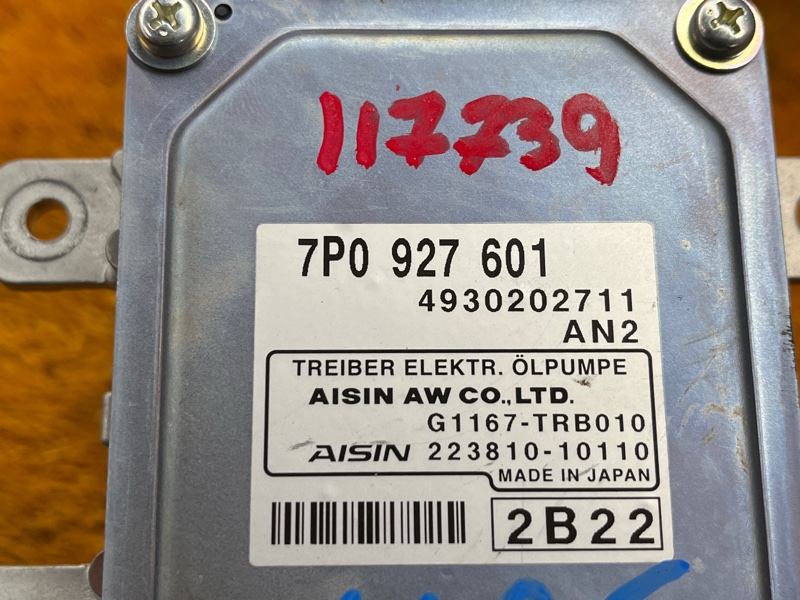 117739
7P0 927 601
4930202711
AN2
TREIBER ELEKTR. ÖLPUMPE
AISIN AW CO.,LTD.
G1167-TRB010
AISIN 223810-10110
MADE IN JAPAN
2B22